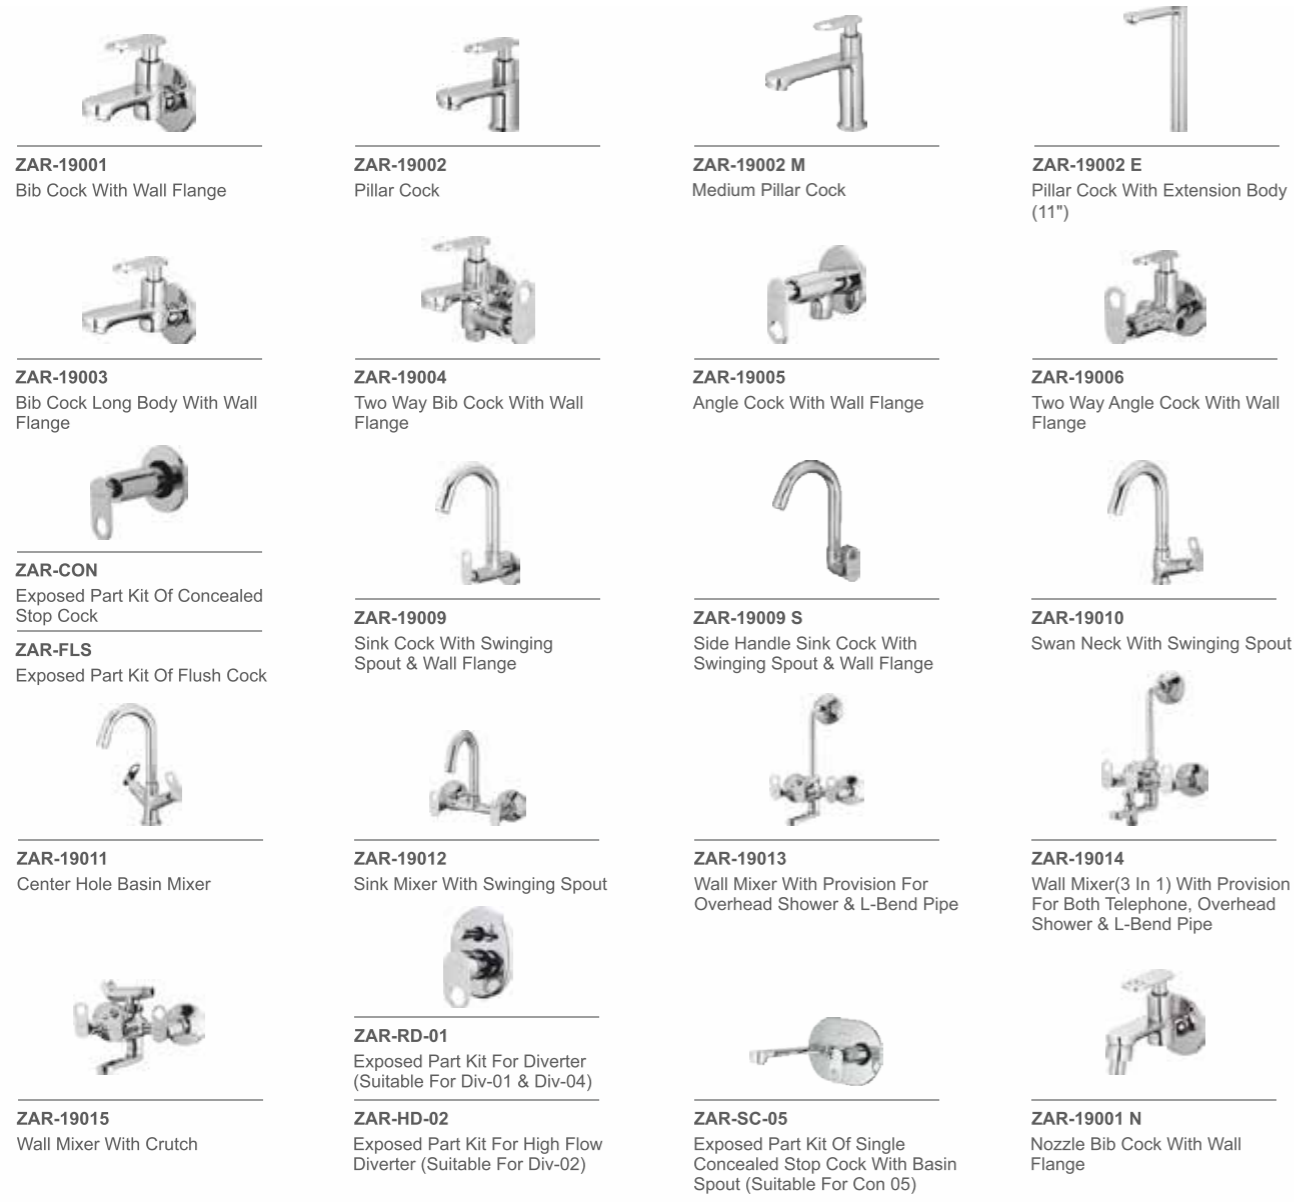 ZAR-19001
Bib Cock With Wall Flange
ZAR-19002
Pillar Cock
ZAR-19002 M
Medium Pillar Cock
ZAR-19002 E
Pillar Cock With Extension Body
(11")
ZAR-19003
Bib Cock Long Body With Wall
Flange
ZAR-19004
Two Way Bib Cock With Wall
Flange
ZAR-19005
Angle Cock With Wall Flange
ZAR-19006
Two Way Angle Cock With Wall
Flange
ZAR-CON
Exposed Part Kit Of Concealed
Stop Cock
ZAR-FLS
Exposed Part Kit Of Flush Cock
ZAR-19009
Sink Cock With Swinging
Spout & Wall Flange
ZAR-19009 S
Side Handle Sink Cock With
Swinging Spout & Wall Flange
ZAR-19010
Swan Neck With Swinging Spout
ZAR-19011
Center Hole Basin Mixer
ZAR-19012
Sink Mixer With Swinging Spout
ZAR-19013
Wall Mixer With Provision For
Overhead Shower & L-Bend Pipe
ZAR-19014
Wall Mixer(3 In 1) With Provision
For Both Telephone, Overhead
Shower & L-Bend Pipe
ZAR-19015
Wall Mixer With Crutch
ZAR-RD-01
Exposed Part Kit For Diverter
(Suitable For Div-01 & Div-04)
ZAR-HD-02
Exposed Part Kit For High Flow
Diverter (Suitable For Div-02)
ZAR-SC-05
Exposed Part Kit Of Single
Concealed Stop Cock With Basin
Spout (Suitable For Con 05)
ZAR-19001 N
Nozzle Bib Cock With Wall
Flange